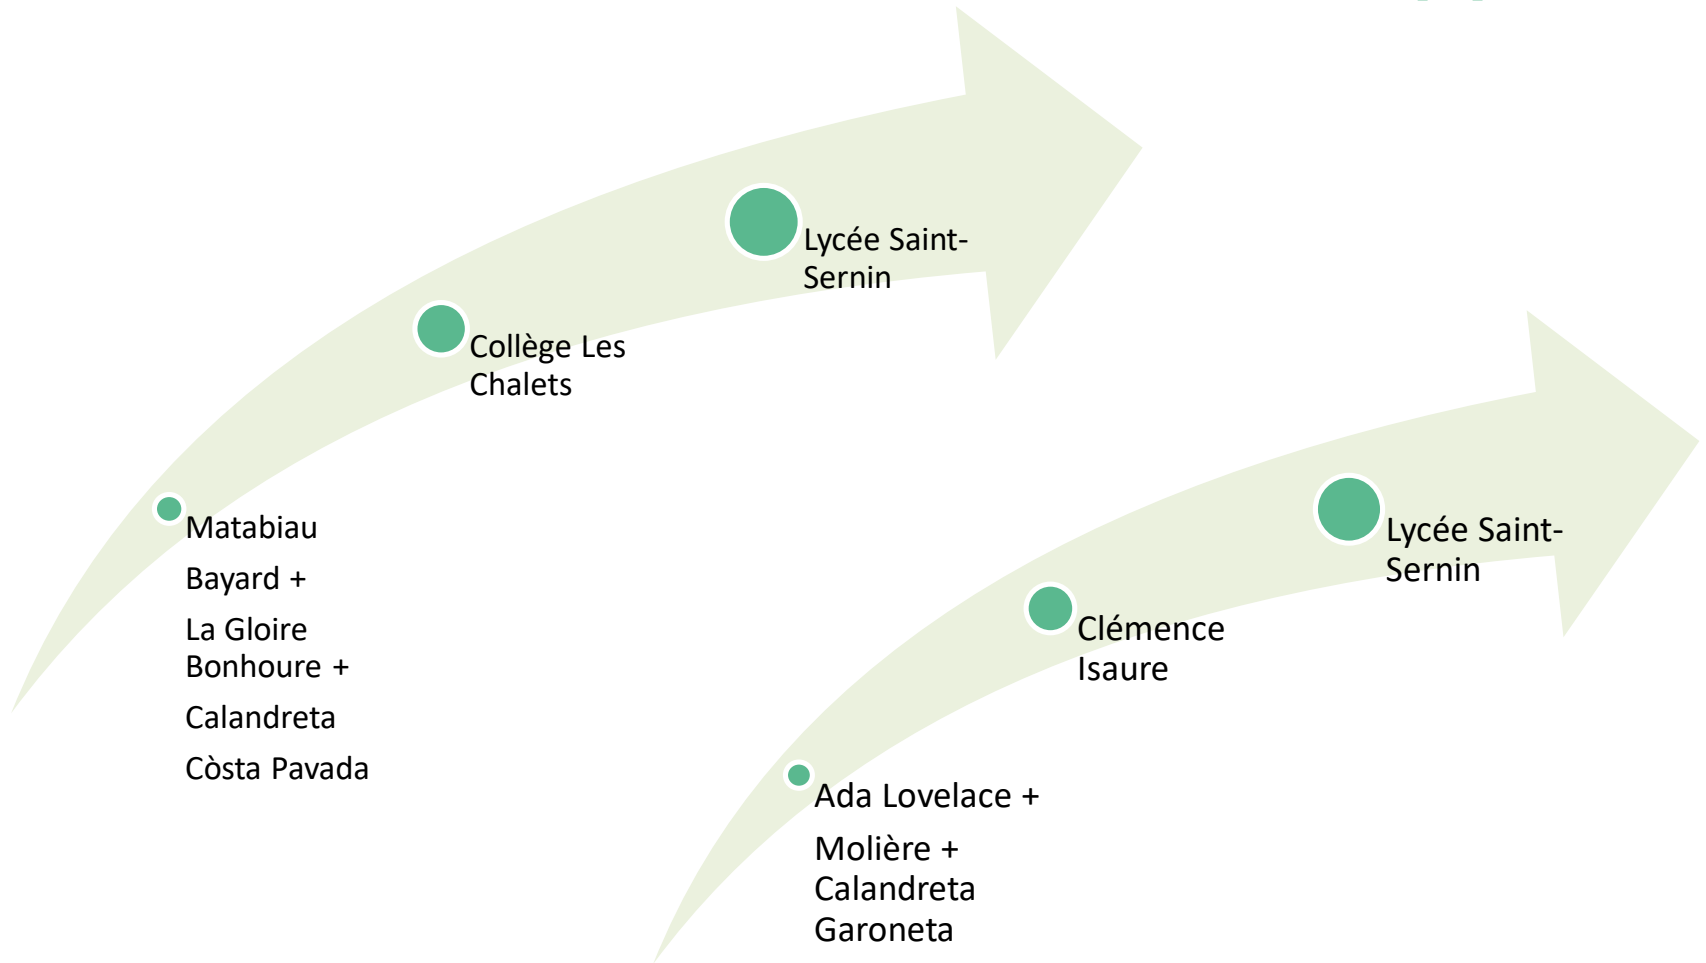 Lycée Saint-
Sernin
Collège Les
Chalets
Matabiau
Bayard +
La Gloire
Bonhoure +
Calandreta
Còsta Pavada
Lycée Saint-
Sernin
Clémence
Isaure
Ada Lovelace +
Molière +
Calandreta
Garoneta